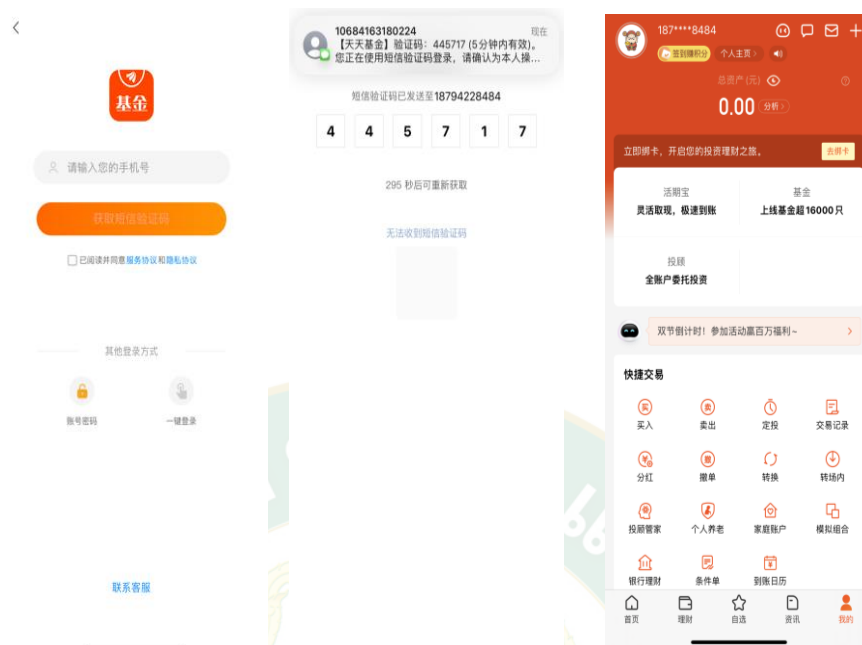 基金
请输入您的手机号
获取短信验证码
已阅读并同意服务协议和隐私协议
其他登录方式
账号密码
一键登录
联系客服
10684163180224
现在
【天天基金】验证码：445717 (5分钟内有效)。
您正在使用短信验证码登录，请确认为本人操...
短信验证码已发送至18794228484
4 4 5 7 1 7
295 秒后可重新获取
无法收到短信验证码
187****8484
签到赚积分 个人主页
总资产(元)
0.00 分析
立即绑卡，开启您的投资理财之旅。 去绑卡
活期宝 基金
灵活取现，极速到账 上线基金超16000只
投顾
全账户委托投资
双节倒计时！参加活动赢百万福利~
快捷交易
买 卖
买入 卖出 定投 交易记录
撤
分红 撤单 转换 转场内
投顾管家 个人养老 家庭账户 模拟组合
银行理财 条件单 到账日历
首页 理财 自选 资讯 我的